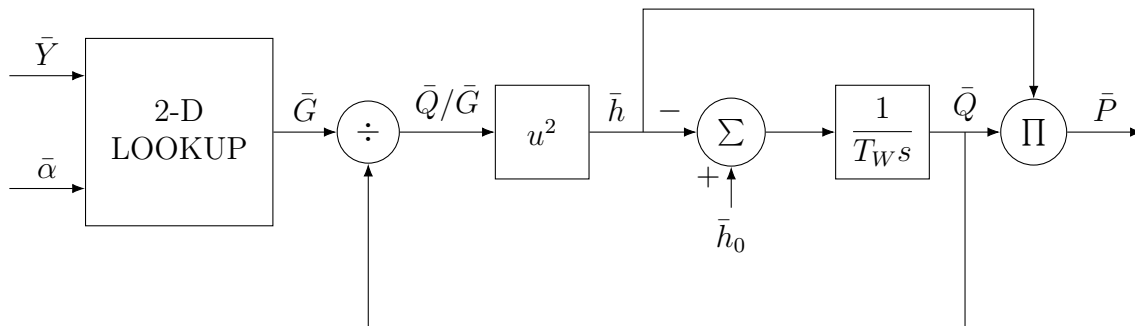 Ȳ
ᾱ
2-D
LOOKUP
Ḡ
÷
Q̄/Ḡ
u²
h̄
−
Σ
+
h̄₀
1
T_W s
Q̄
Π
P̄